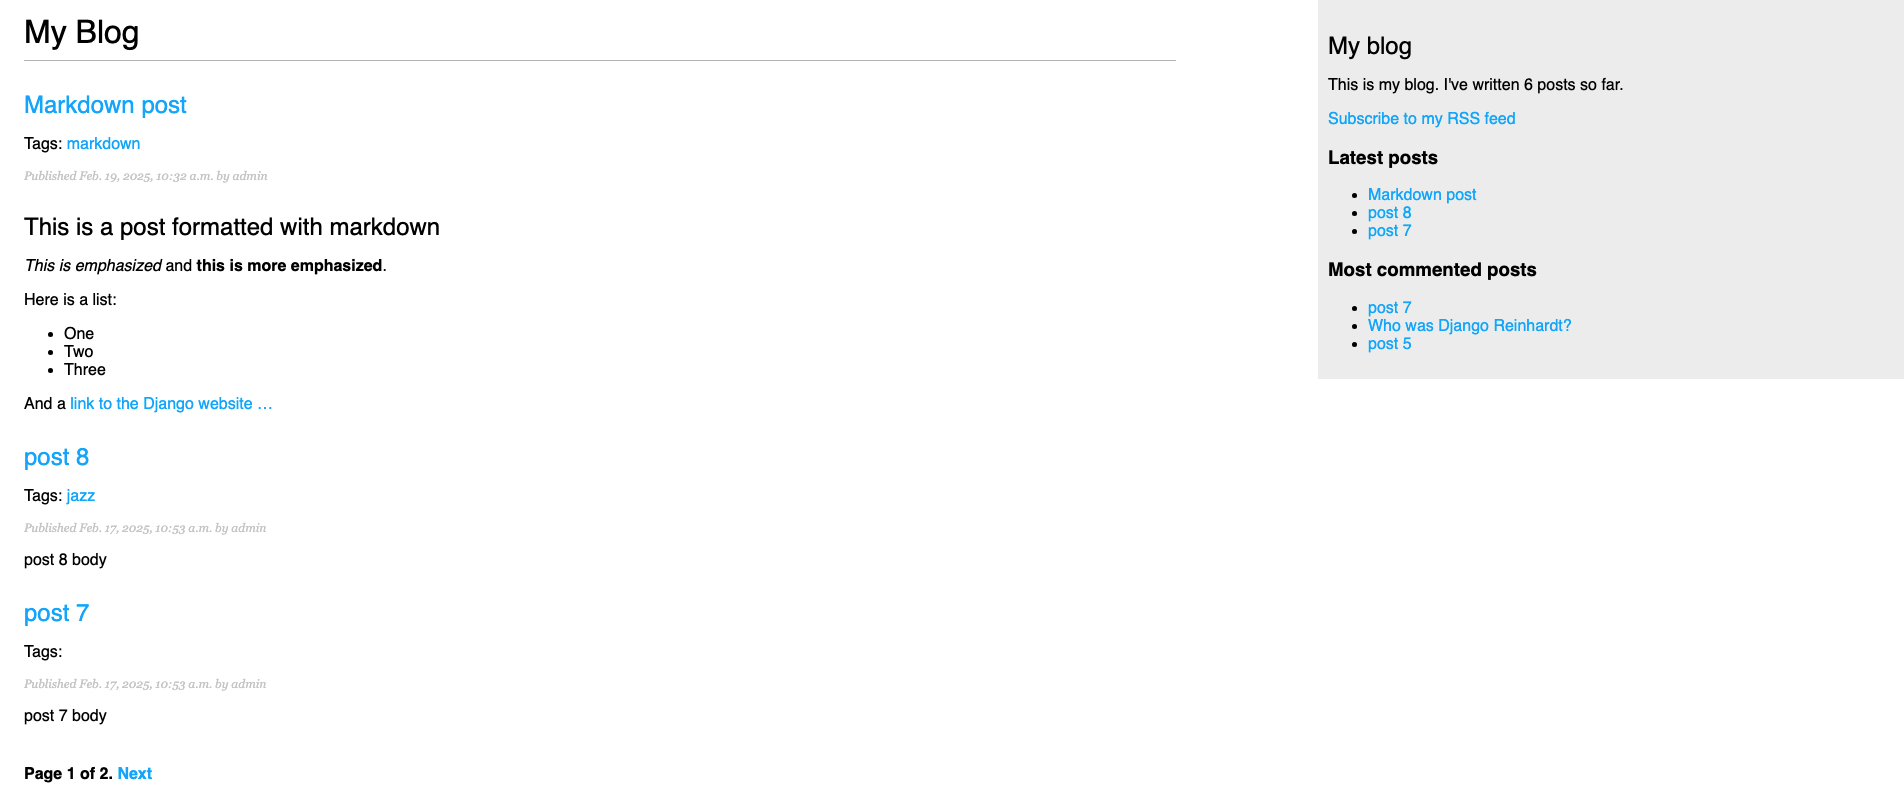 My Blog
Markdown post
Tags: markdown
Published Feb. 19, 2025, 10:32 a.m. by admin
This is a post formatted with markdown
This is emphasized and this is more emphasized.
Here is a list:
• One
• Two
• Three
And a link to the Django website …
post 8
Tags: jazz
Published Feb. 17, 2025, 10:53 a.m. by admin
post 8 body
post 7
Tags:
Published Feb. 17, 2025, 10:53 a.m. by admin
post 7 body
Page 1 of 2. Next
My blog
This is my blog. I've written 6 posts so far.
Subscribe to my RSS feed
Latest posts
• Markdown post
• post 8
• post 7
Most commented posts
• post 7
• Who was Django Reinhardt?
• post 5